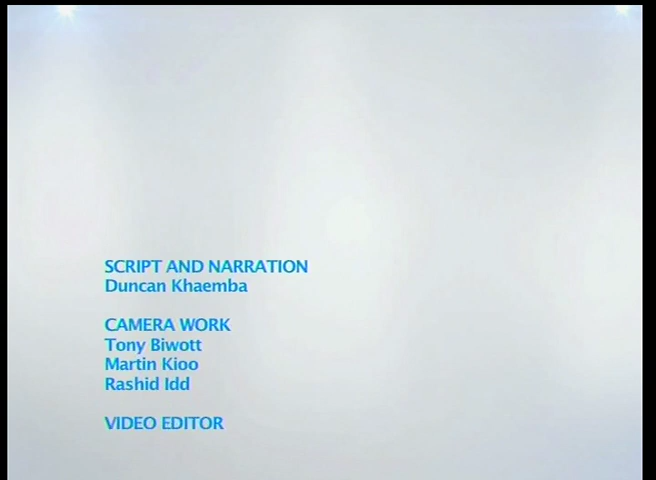 SCRIPT AND NARRATION
Duncan Khaemba
CAMERA WORK
Tony Biwott
Martin Kioo
Rashid Idd
VIDEO EDITOR